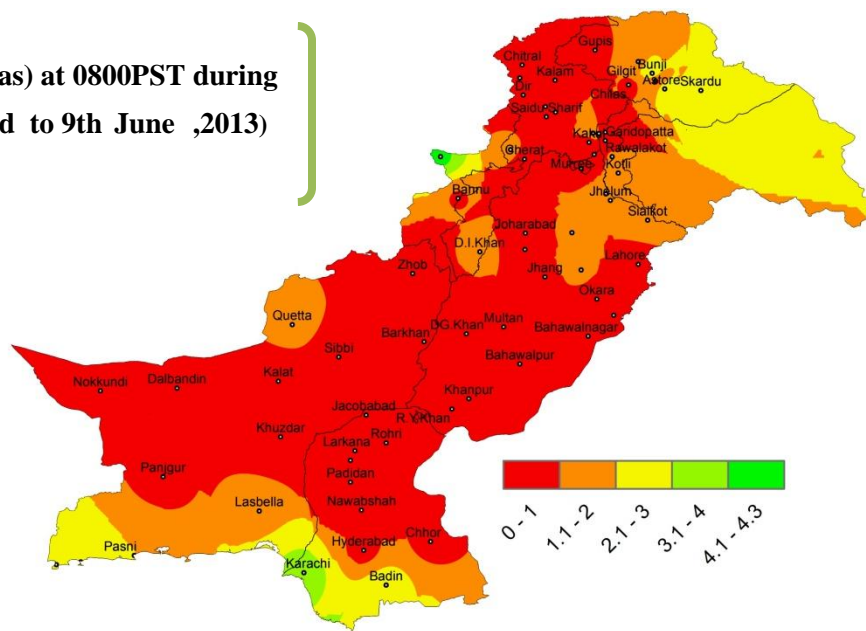 as) at 0800PST during
d to 9th June ,2013)
Gupis
Chitral
Bunji
Kalam
Gilgit
Astore
Skardu
Dir
Chilas
Saidu Sharif
Gandopatta
Cherat
Rawalakot
Murree
Kotli
Bannu
Jhelum
Sialkot
Joharabad
D.I.Khan
Lahore
Zhob
Jhang
Okara
Quetta
D.G.Khan
Multan
Bahawalnagar
Barkhan
Sibbi
Bahawalpur
Nokkundi
Dalbandin
Kalat
Khanpur
Jacobabad
R.Y.Khan
Khuzdar
Rohri
Larkana
Panjgur
Padidan
Lasbella
Nawabshah
Chhor
Pasni
Hyderabad
Karachi
Badin
0 - 1
1.1 - 2
2.1 - 3
3.1 - 4
4.1 - 4.3